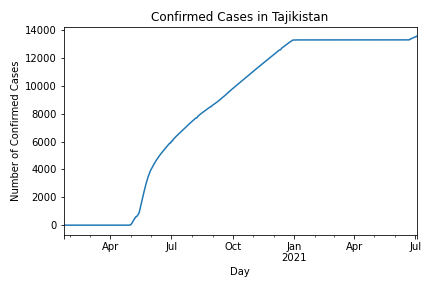 Confirmed Cases in Tajikistan
14000
12000
10000
8000
6000
4000
2000
0
Number of Confirmed Cases
Apr Jul Oct Jan Apr Jul
2021
Day